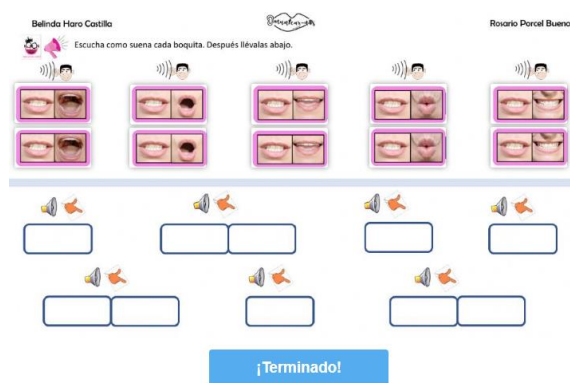 Belinda Haro Castilla
Rosario Porcel Bueno
Escucha como suena cada boquita. Después llévalas abajo.
¡Terminado!